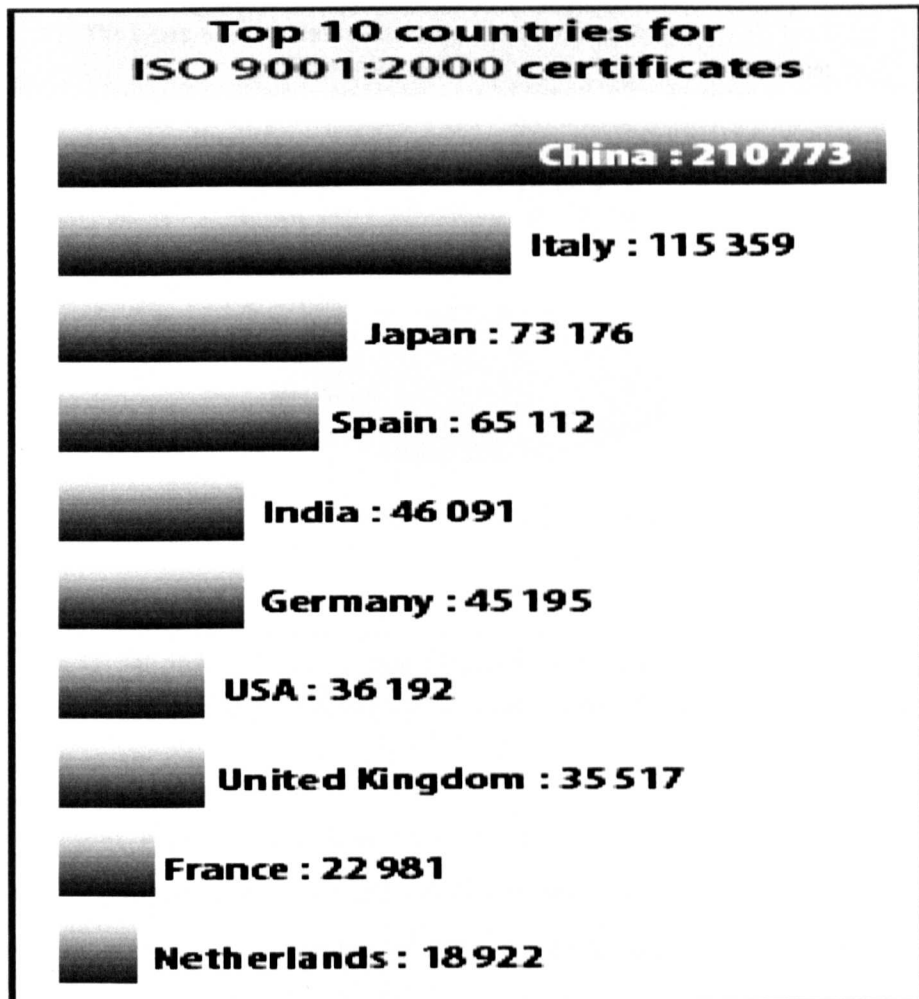 Top 10 countries for
ISO 9001:2000 certificates
China : 210 773
Italy : 115 359
Japan : 73 176
Spain : 65 112
India : 46 091
Germany : 45 195
USA : 36 192
United Kingdom : 35 517
France : 22 981
Netherlands : 18 922